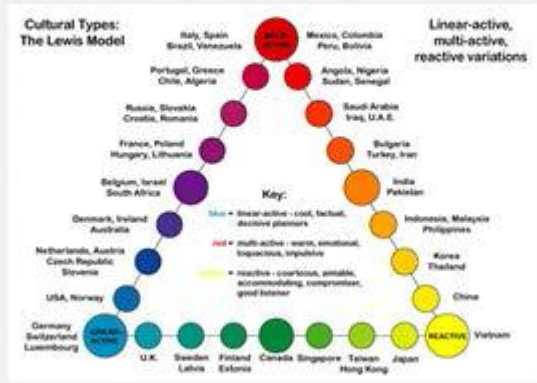 Cultural Types:
The Lewis Model
Linear-active,
multi-active,
reactive variations
MULTI-
ACTIVE
Italy, Spain
Brazil, Venezuela
Mexico, Colombia
Peru, Bolivia
Portugal, Greece
Chile, Algeria
Angola, Nigeria
Sudan, Senegal
Russia, Slovakia
Croatia, Romania
Saudi Arabia
Iraq, U.A.E.
France, Poland
Hungary, Lithuania
Bulgaria
Turkey, Iran
Belgium, Israel
South Africa
India
Pakistan
Key:
blue = linear-active - cool, factual,
decisive planners
red = multi-active - warm, emotional,
loquacious, impulsive
yellow = reactive - courteous, amiable,
accommodating, compromiser,
good listener
Denmark, Ireland
Australia
Indonesia, Malaysia
Philippines
Netherlands, Austria
Czech Republic
Slovenia
Korea
Thailand
USA, Norway
China
Germany
Switzerland
Luxembourg
LINEAR-
ACTIVE
REACTIVE
Vietnam
U.K.
Sweden
Latvia
Finland
Estonia
Canada
Singapore
Taiwan
Hong Kong
Japan